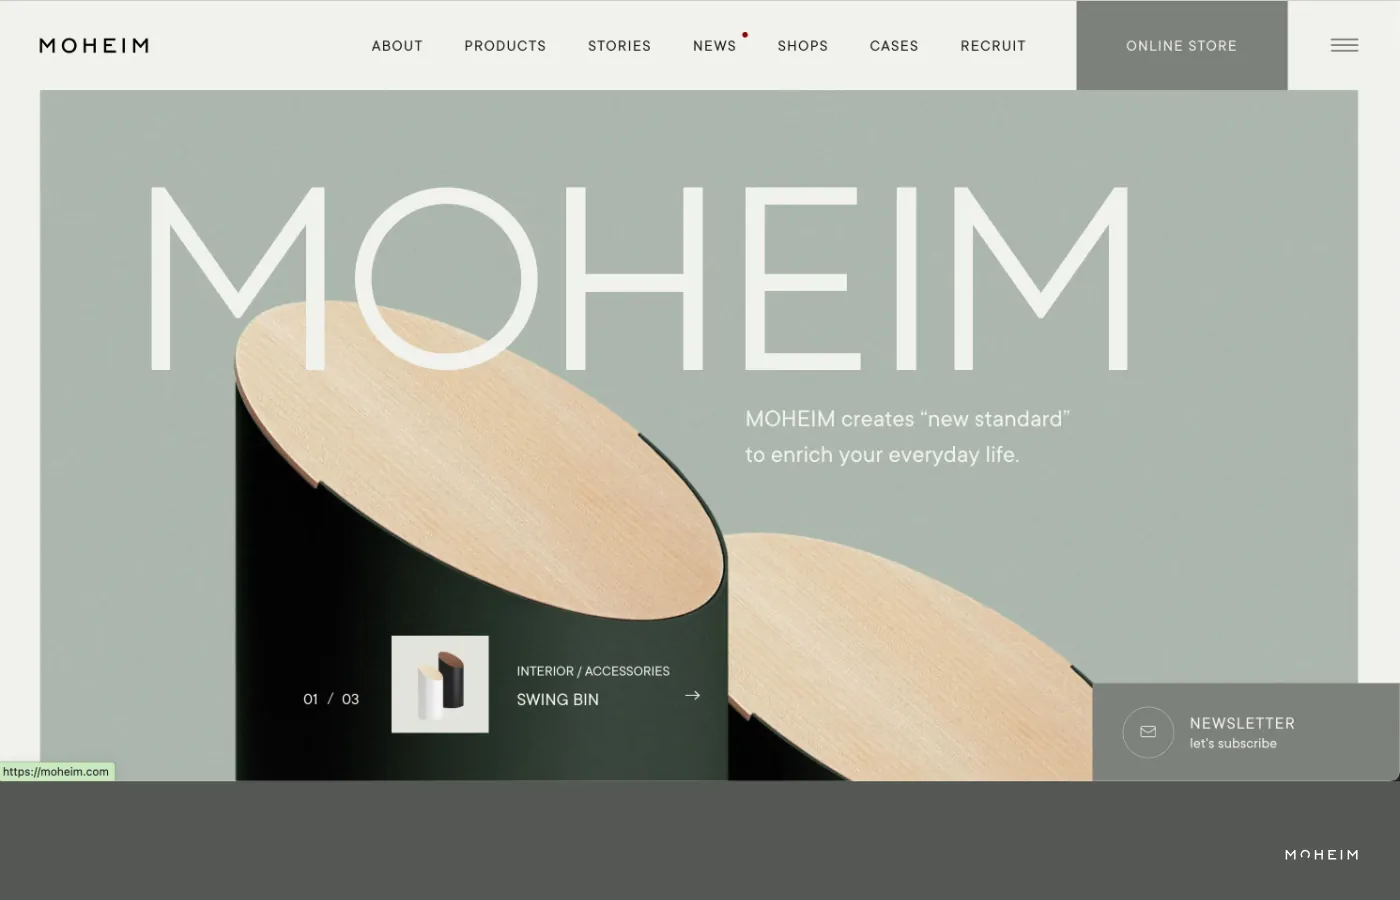 MOHEIM
ABOUT
PRODUCTS
STORIES
NEWS
SHOPS
CASES
RECRUIT
ONLINE STORE
MOHEIM
MOHEIM creates “new standard”
to enrich your everyday life.
01 / 03
INTERIOR / ACCESSORIES
SWING BIN
NEWSLETTER
let's subscribe
https://moheim.com
MOHEIM